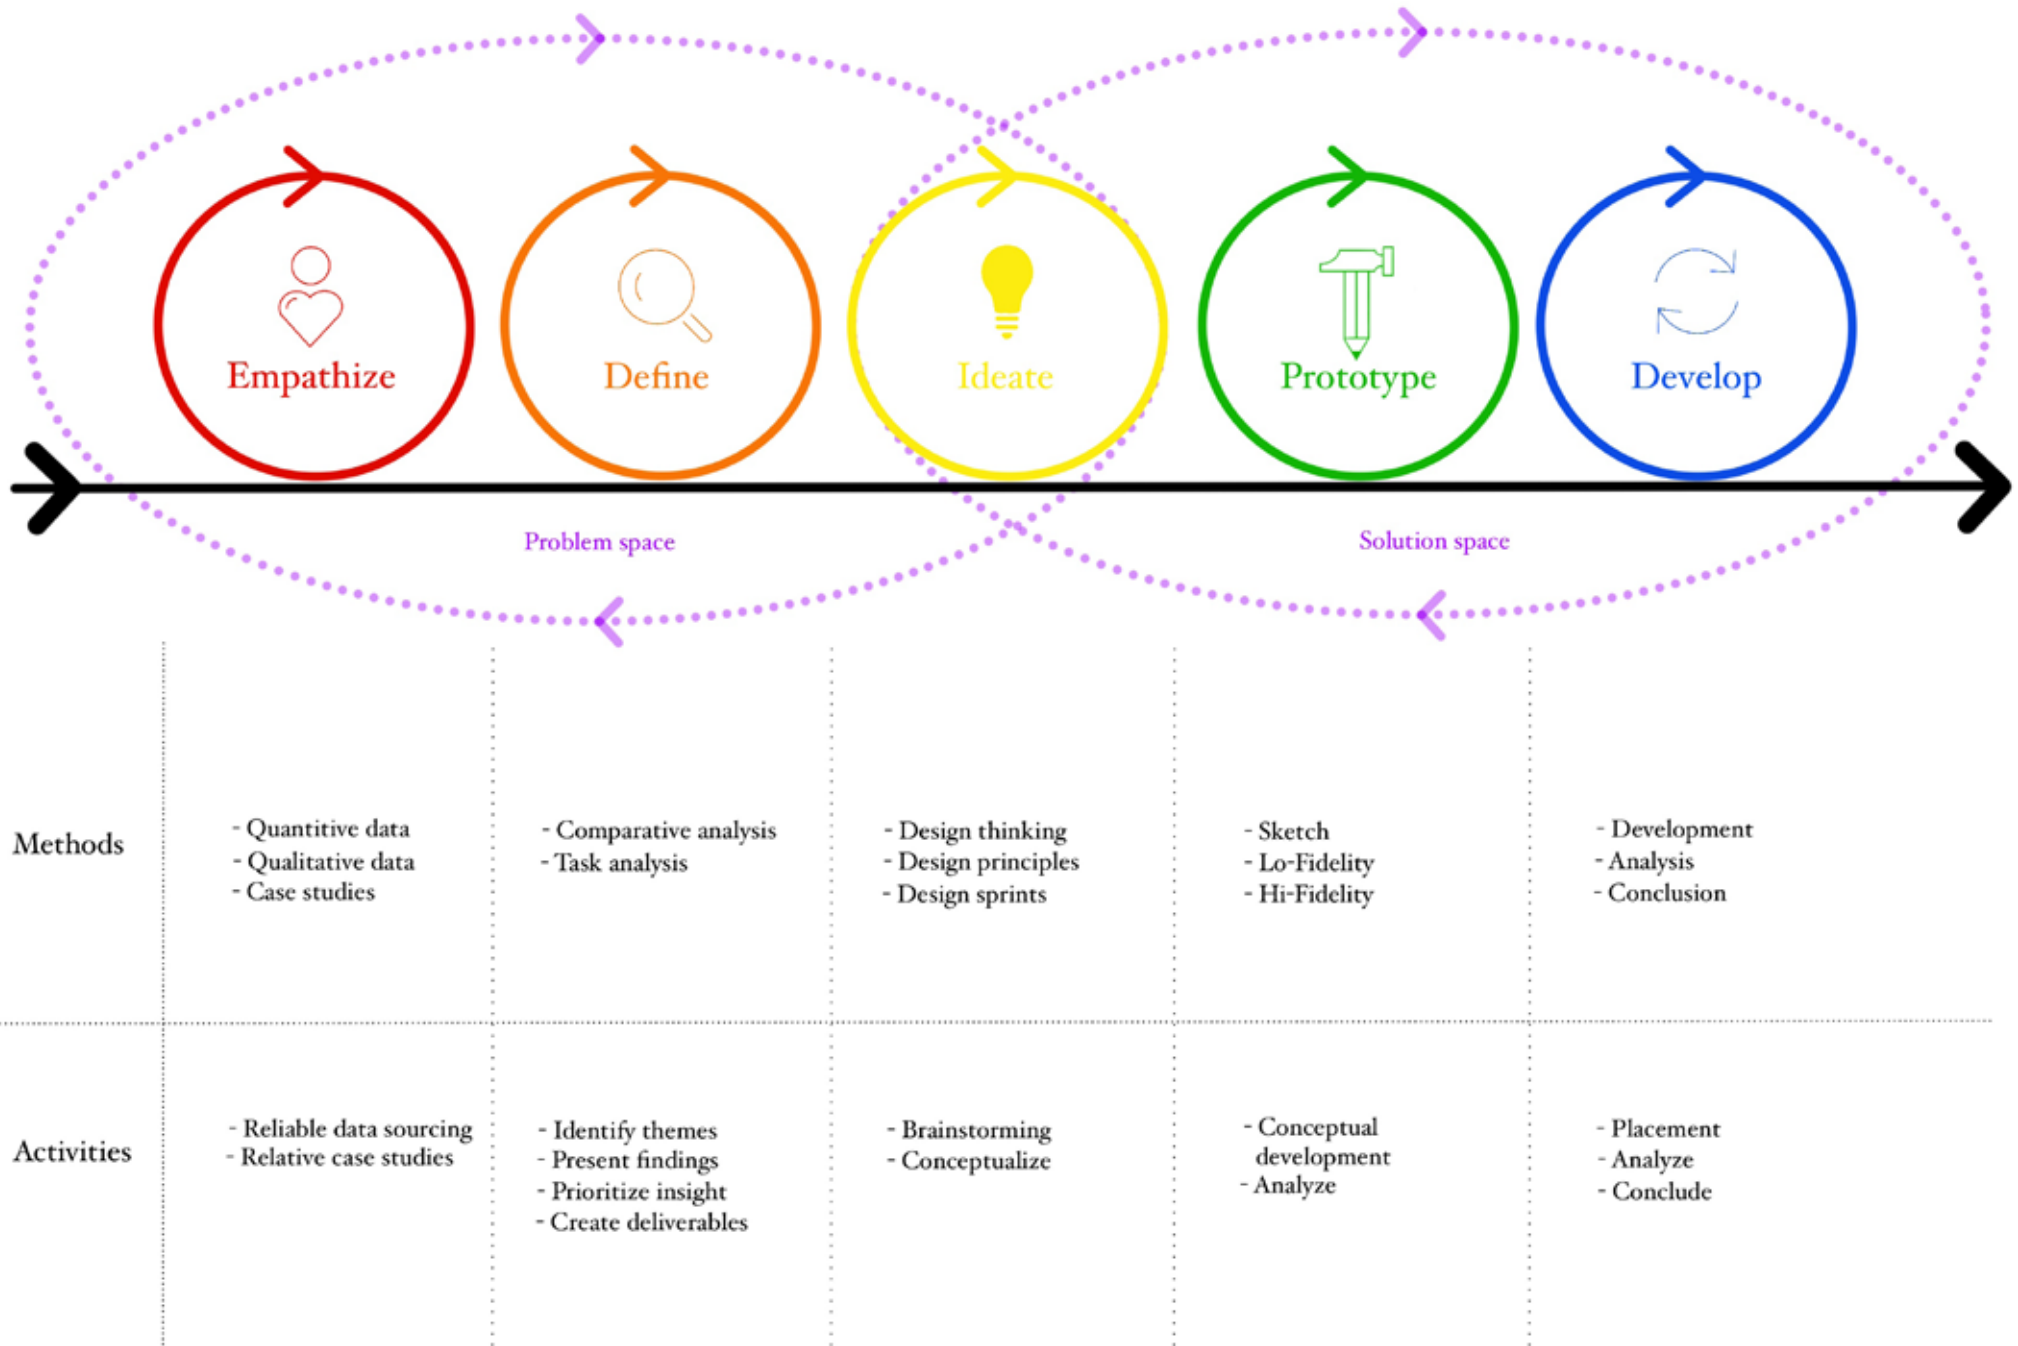 Empathize
Define
Ideate
Prototype
Develop
Problem space
Solution space
Methods
- Quantitive data
- Qualitative data
- Case studies
- Comparative analysis
- Task analysis
- Design thinking
- Design principles
- Design sprints
- Sketch
- Lo-Fidelity
- Hi-Fidelity
- Development
- Analysis
- Conclusion
Activities
- Reliable data sourcing
- Relative case studies
- Identify themes
- Present findings
- Prioritize insight
- Create deliverables
- Brainstorming
- Conceptualize
- Conceptual
development
- Analyze
- Placement
- Analyze
- Conclude